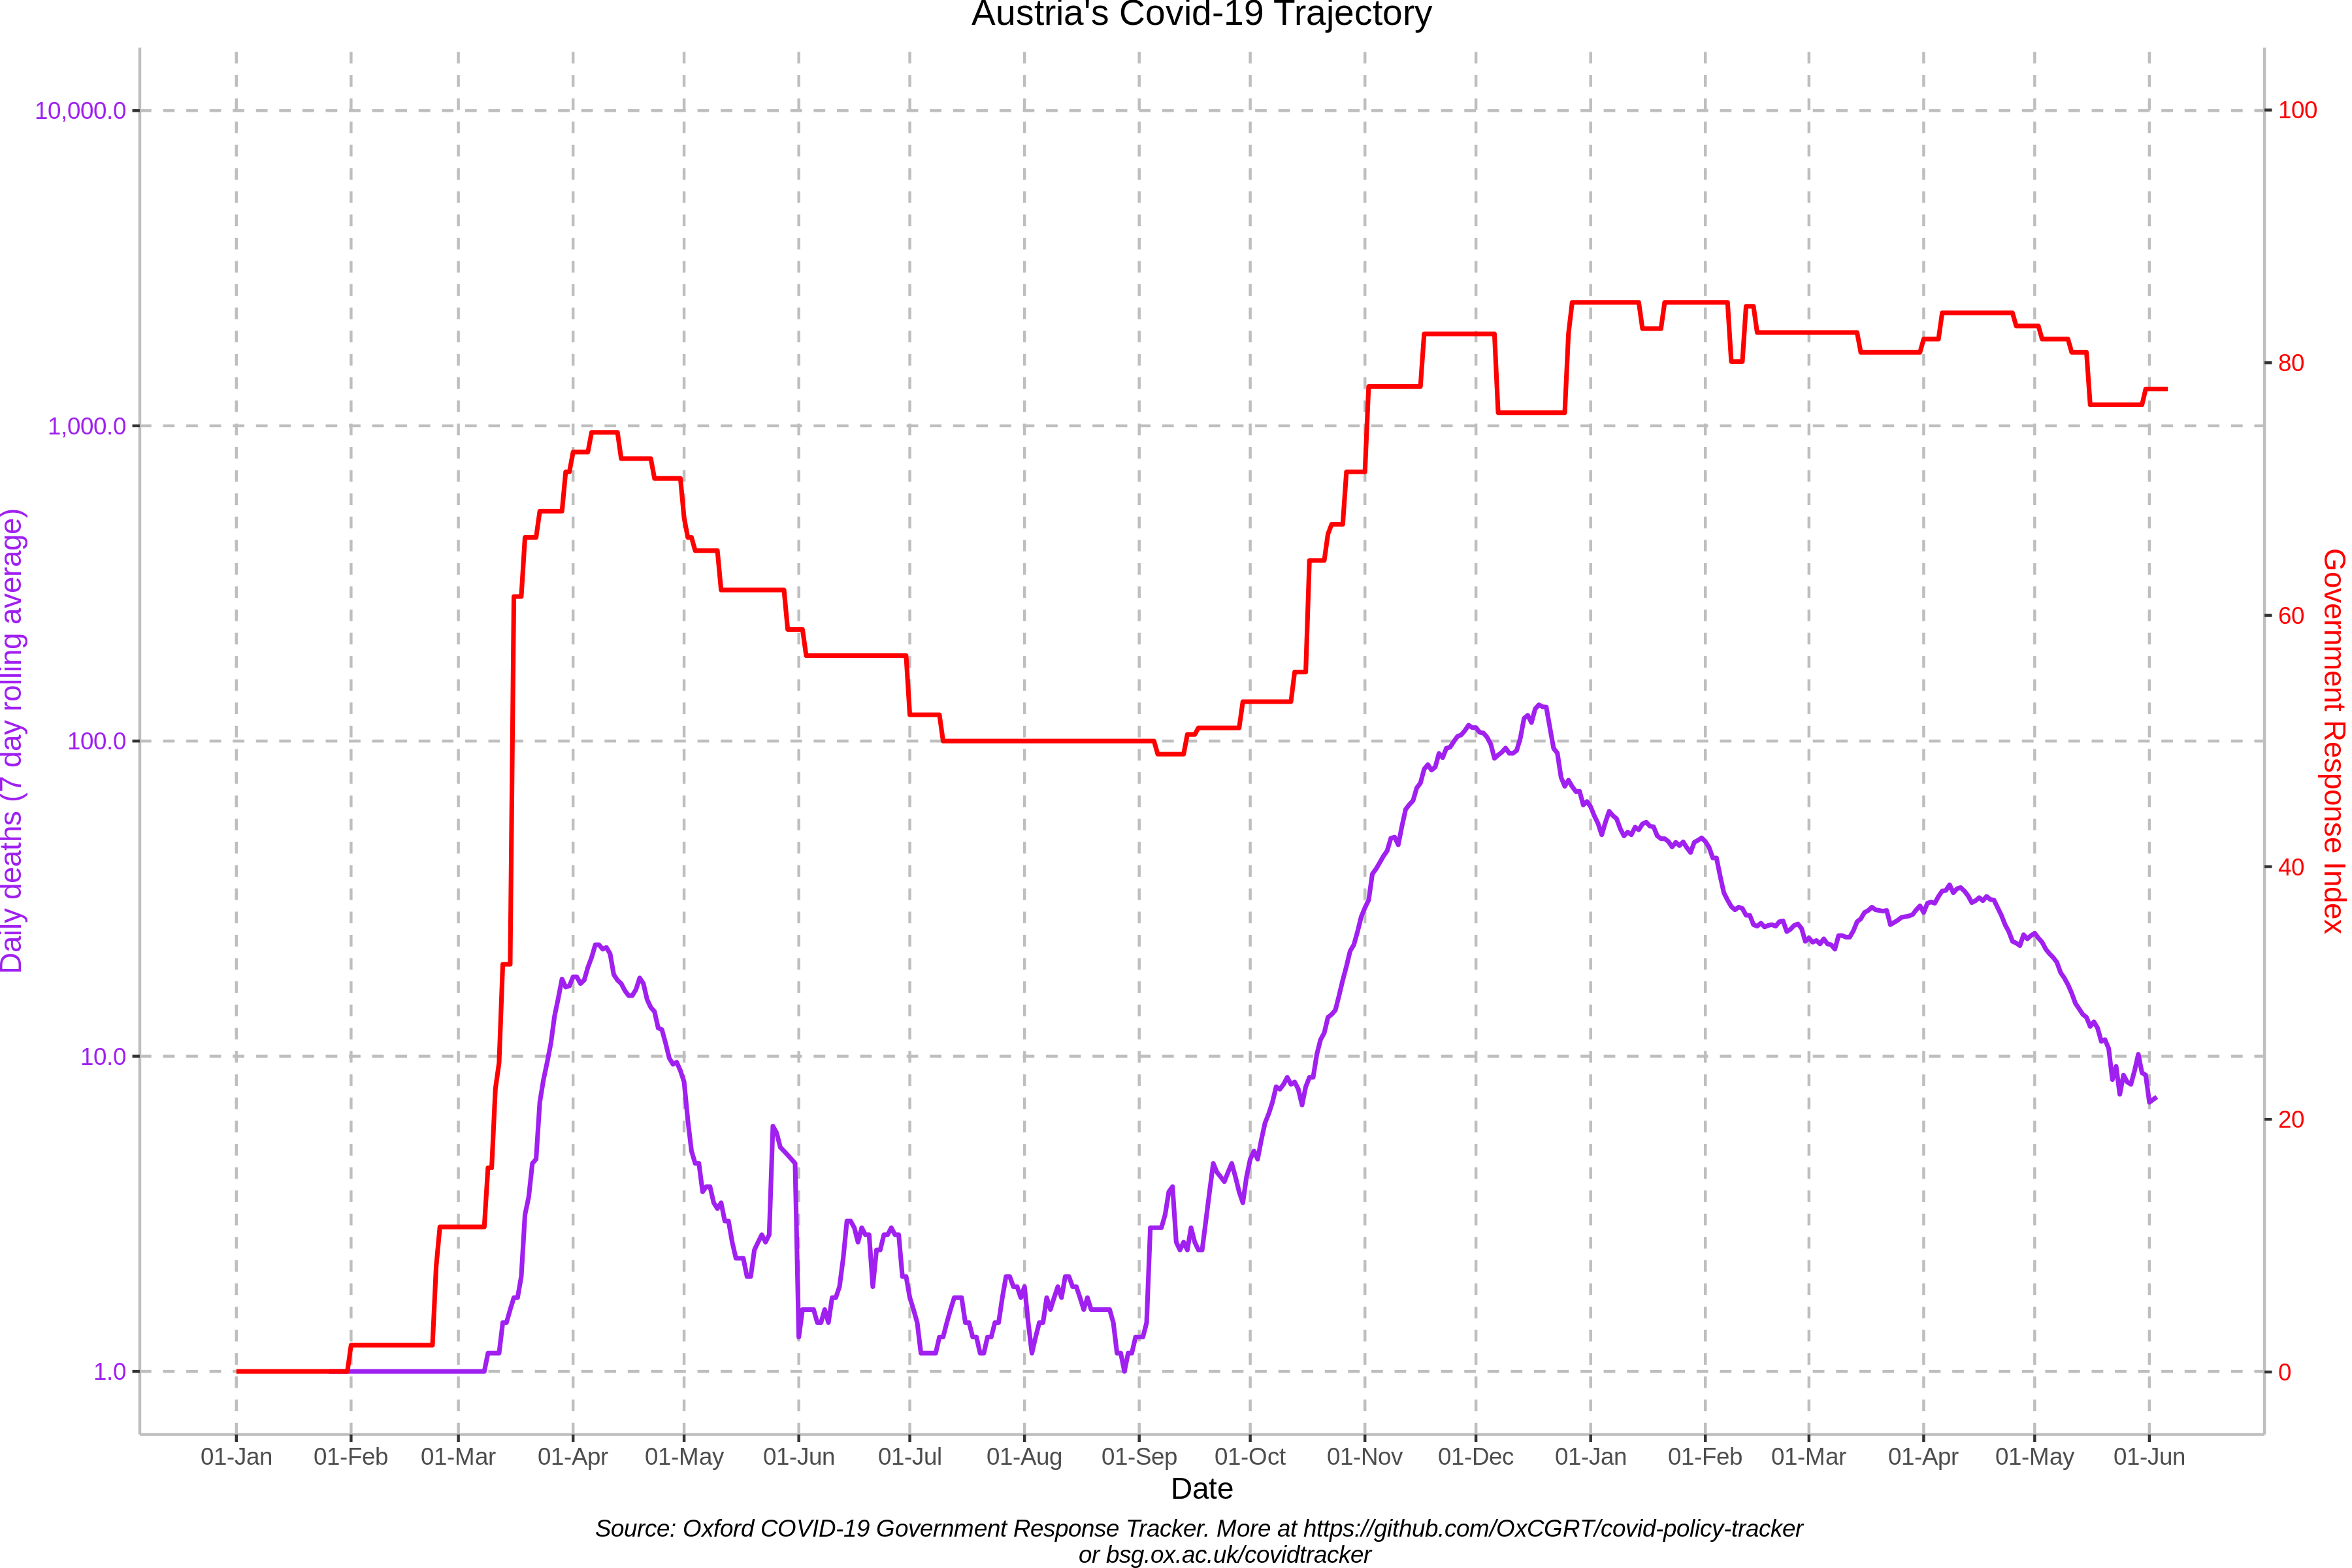 Austria's Covid-19 Trajectory
10,000.0
1,000.0
100.0
10.0
1.0
Daily deaths (7 day rolling average)
100
80
60
40
20
0
Government Response Index
01-Jan 01-Feb 01-Mar 01-Apr 01-May 01-Jun 01-Jul 01-Aug 01-Sep 01-Oct 01-Nov 01-Dec 01-Jan 01-Feb 01-Mar 01-Apr 01-May 01-Jun
Date
Source: Oxford COVID-19 Government Response Tracker. More at https://github.com/OxCGRT/covid-policy-tracker
or bsg.ox.ac.uk/covidtracker